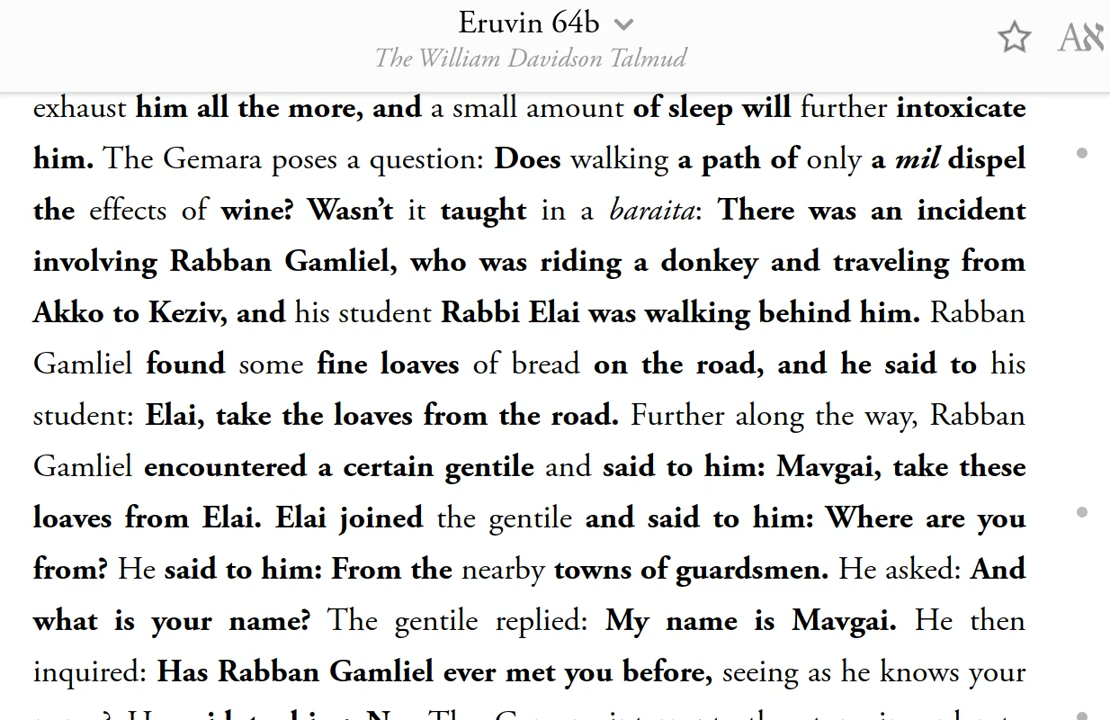 Eruvin 64b
The William Davidson Talmud
Aא
exhaust him all the more, and a small amount of sleep will further intoxicate
him. The Gemara poses a question: Does walking a path of only a mil dispel
the effects of wine? Wasn’t it taught in a baraita: There was an incident
involving Rabban Gamliel, who was riding a donkey and traveling from
Akko to Keziv, and his student Rabbi Elai was walking behind him. Rabban
Gamliel found some fine loaves of bread on the road, and he said to his
student: Elai, take the loaves from the road. Further along the way, Rabban
Gamliel encountered a certain gentile and said to him: Mavgai, take these
loaves from Elai. Elai joined the gentile and said to him: Where are you
from? He said to him: From the nearby towns of guardsmen. He asked: And
what is your name? The gentile replied: My name is Mavgai. He then
inquired: Has Rabban Gamliel ever met you before, seeing as he knows your